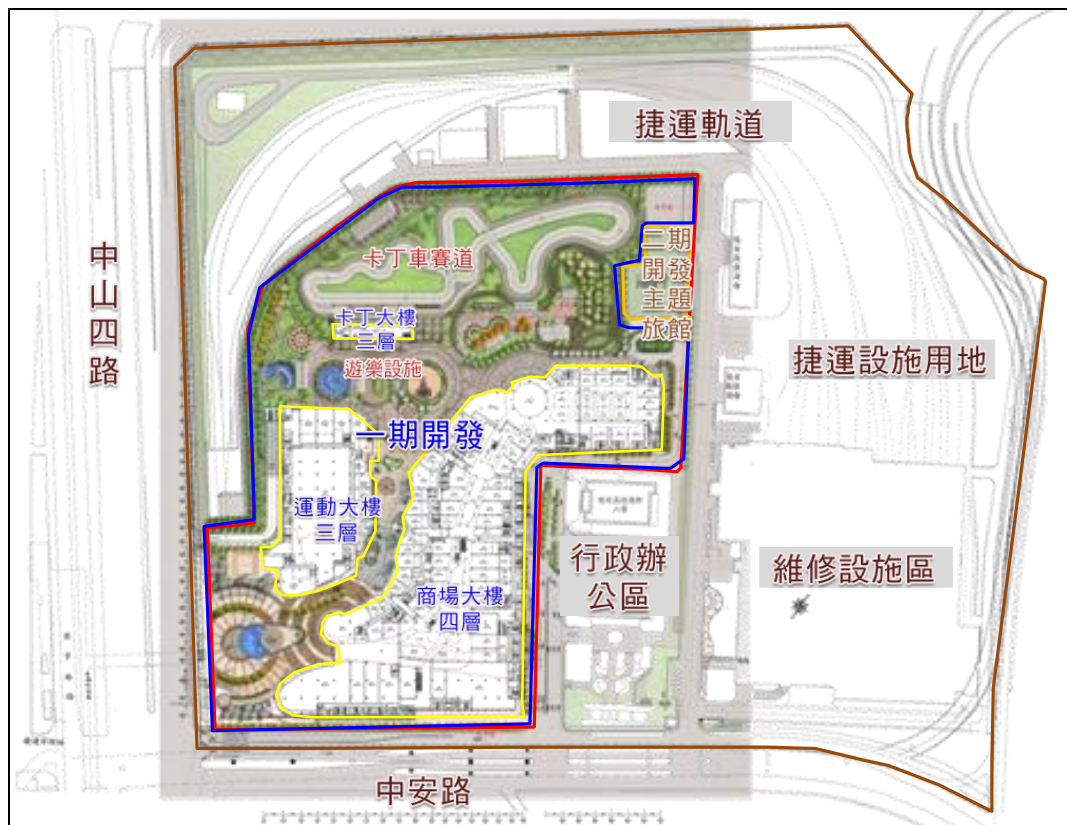 捷運軌道
中山四路
卡丁車賽道
二期
開發
主題
旅館
卡丁大樓
三層
遊樂設施
捷運設施用地
一期開發
運動大樓
三層
行政辦
公區
維修設施區
商場大樓
四層
中安路